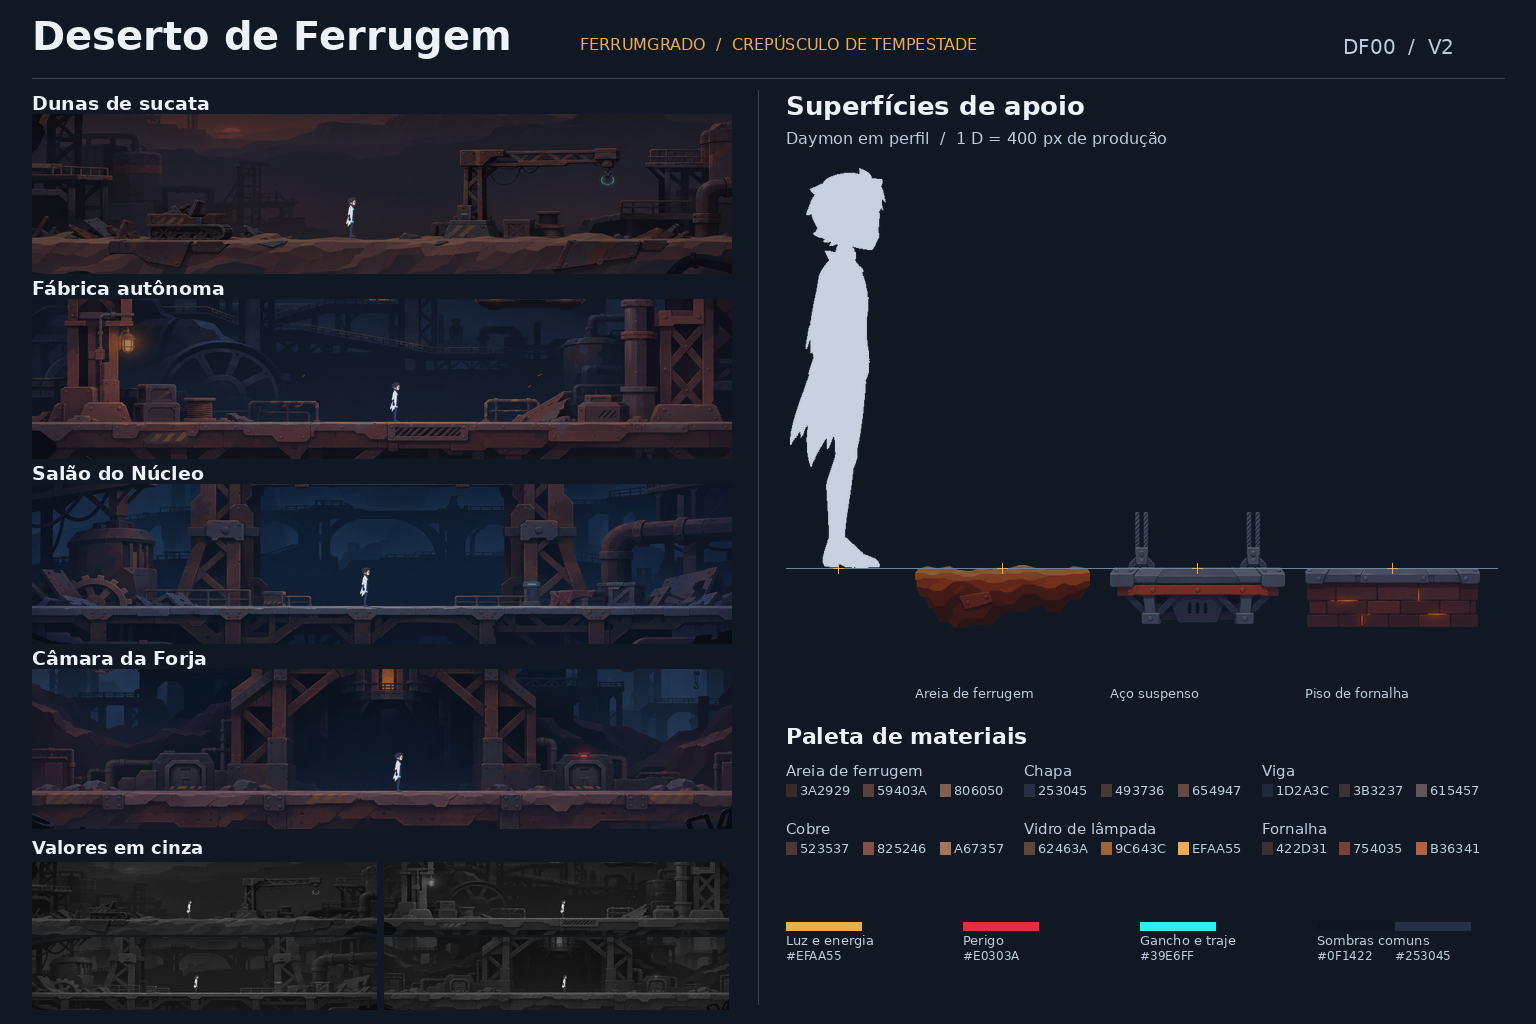 Deserto de Ferrugem
FERRUMGRADO / CREPÚSCULO DE TEMPESTADE
DF00 / V2
Dunas de sucata
Fábrica autônoma
Salão do Núcleo
Câmara da Forja
Valores em cinza
Superfícies de apoio
Daymon em perfil / 1 D = 400 px de produção
Areia de ferrugem
Aço suspenso
Piso de fornalha
Paleta de materiais
Areia de ferrugem
3A2929 59403A 806050
Chapa
253045 493736 654947
Viga
1D2A3C 3B3237 615457
Cobre
523537 825246 A67357
Vidro de lâmpada
62463A 9C643C EFAA55
Fornalha
422D31 754035 B36341
Luz e energia
#EFAA55
Perigo
#E0303A
Gancho e traje
#39E6FF
Sombras comuns
#0F1422 #253045